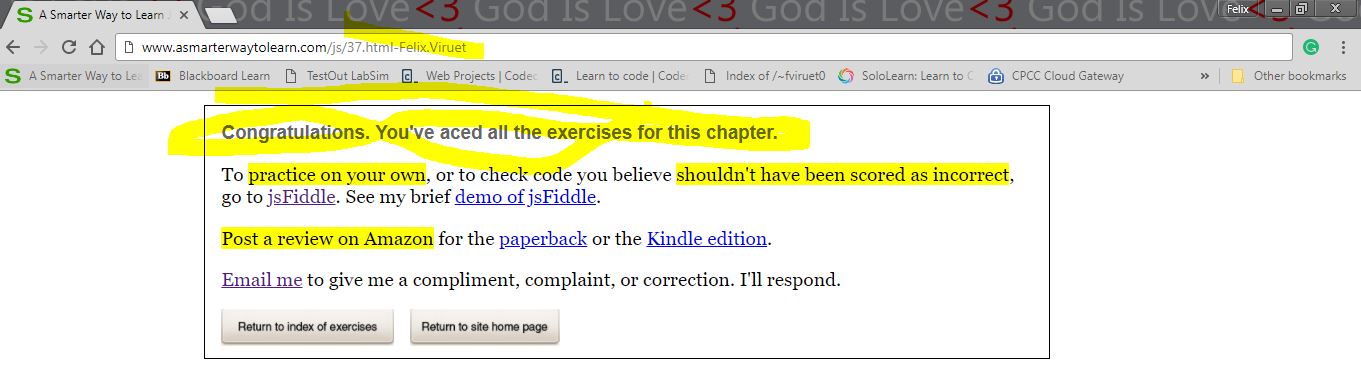 God Is Love<3 God Is Love<3 God Is Love<3 God
A Smarter Way to Learn J
Felix
www.asmarterwaytolearn.com/js/37.html-Felix.Viruet
A Smarter Way to Lea
Bb Blackboard Learn
TestOut LabSim
Web Projects | Codec
Learn to code | Codec
Index of /~fviruet0
SoloLearn: Learn to C
CPCC Cloud Gateway
»
Other bookmarks
Congratulations. You've aced all the exercises for this chapter.
To practice on your own, or to check code you believe shouldn't have been scored as incorrect,
go to jsFiddle. See my brief demo of jsFiddle.
Post a review on Amazon for the paperback or the Kindle edition.
Email me to give me a compliment, complaint, or correction. I'll respond.
Return to index of exercises
Return to site home page